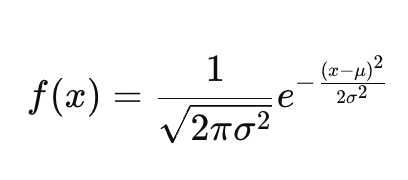 f(x) = \frac{1}{\sqrt{2\pi\sigma^2}} e^{-\frac{(x-\mu)^2}{2\sigma^2}}